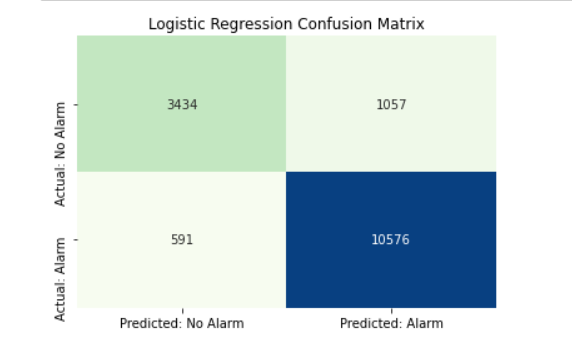 Logistic Regression Confusion Matrix
Actual: No Alarm
3434 1057
Actual: Alarm
591 10576
Predicted: No Alarm Predicted: Alarm